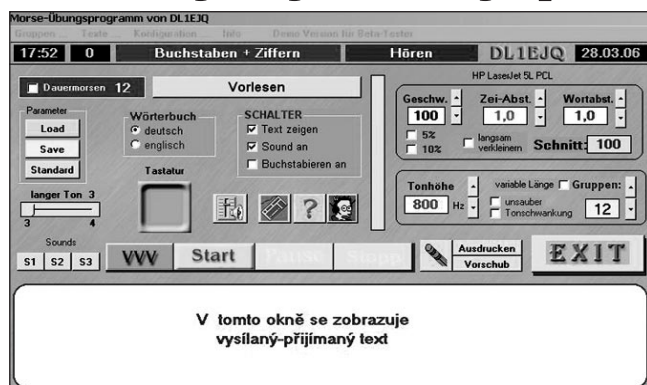 Morse-Übungsprogramm von DL1EJQ
Gruppen ... Texte ... Konfiguration ... Info Demo Version für Beta-Tester
17:52 0 Buchstaben + Ziffern Hören DL1EJQ 28.03.06
HP LaserJet 5L PCL
Dauermorsen 12 Vorlesen
Geschw. Zei-Abst. Wortabst.
100 1,0 1,0
Parameter
Load
Save
Standard
Wörterbuch
deutsch
englisch
SCHALTER
Text zeigen
Sound an
Buchstabieren an
5%
10%
langsam
verkleinern
Schnitt: 100
Tastatur
langer Ton 3
3 4
Tonhöhe variable Länge Gruppen:
800 Hz unsauber
Tonschwankung 12
Sounds
S1 S2 S3 VVV Start Pause Stopp
Ausdrucken
Vorschub
EXIT
V tomto okně se zobrazuje
vysílaný-přijímaný text